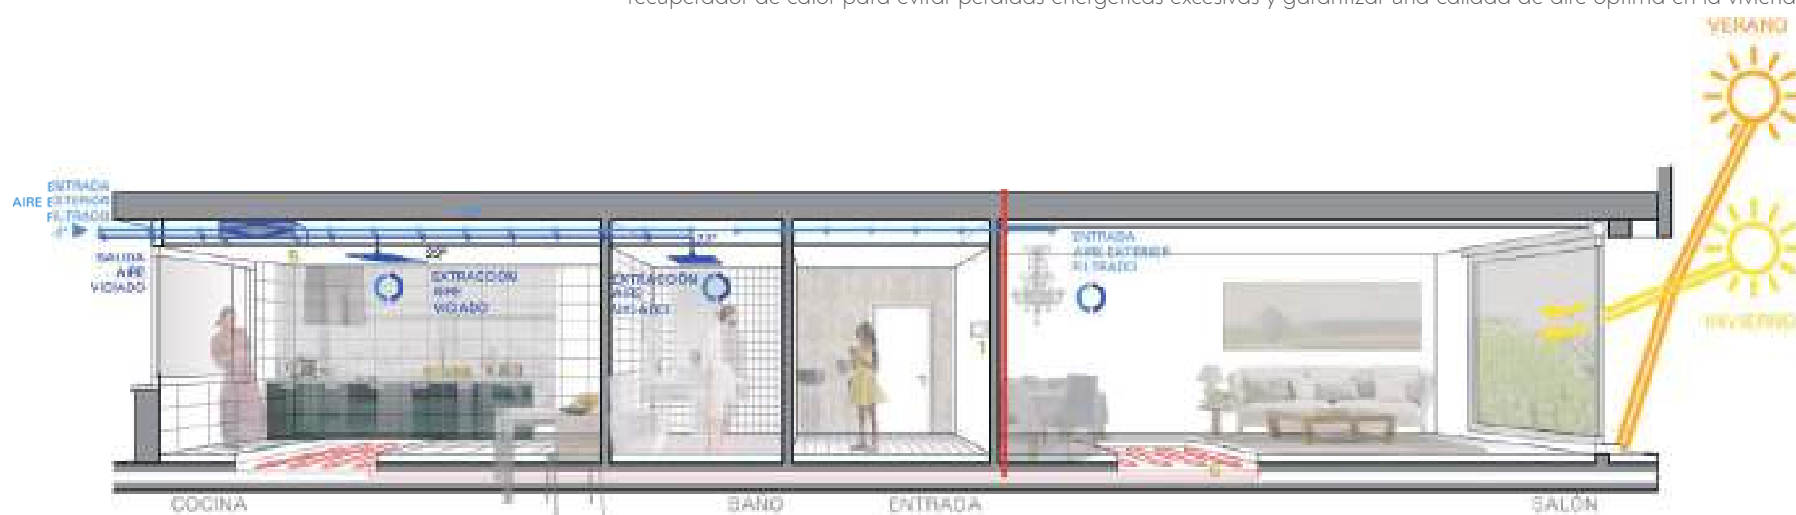 recuperador de calor para evitar pérdidas energéticas excesivas y garantizar una calidad de aire óptima en la vivienda
VERANO
ENTRADA
AIRE EXTERIOR
FILTRADO
SALIDA
AIRE
VICIADO
22º
EXTRACCIÓN
AIRE
VICIADO
EXTRACCIÓN
AIRE
VICIADO
22º
ENTRADA
AIRE EXTERIOR
FILTRADO
INVIERNO
COCINA
BAÑO
ENTRADA
SALÓN